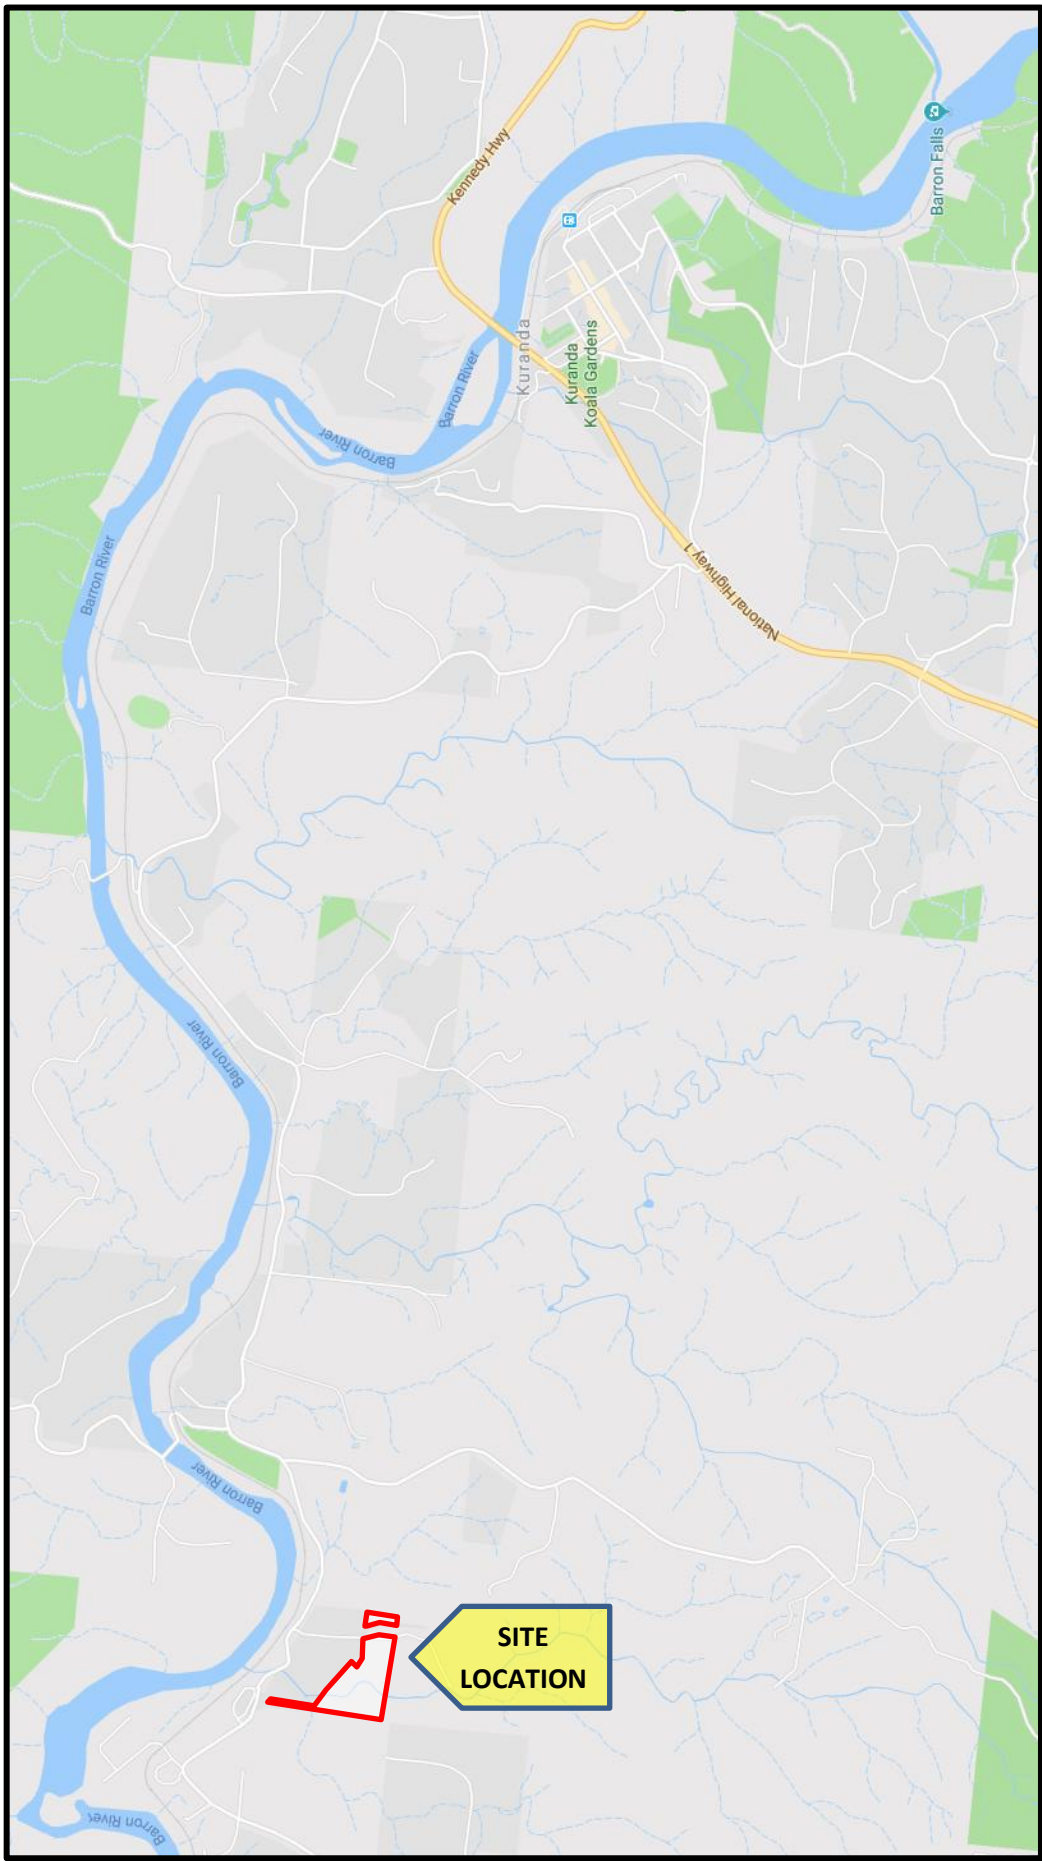 Kennedy Hwy
Barron Falls
Kuranda
Kuranda
Koala Gardens
Barron River
Barron River
National Highway 1
Barron River
Barron River
Barron River
SITE
LOCATION
Barron River